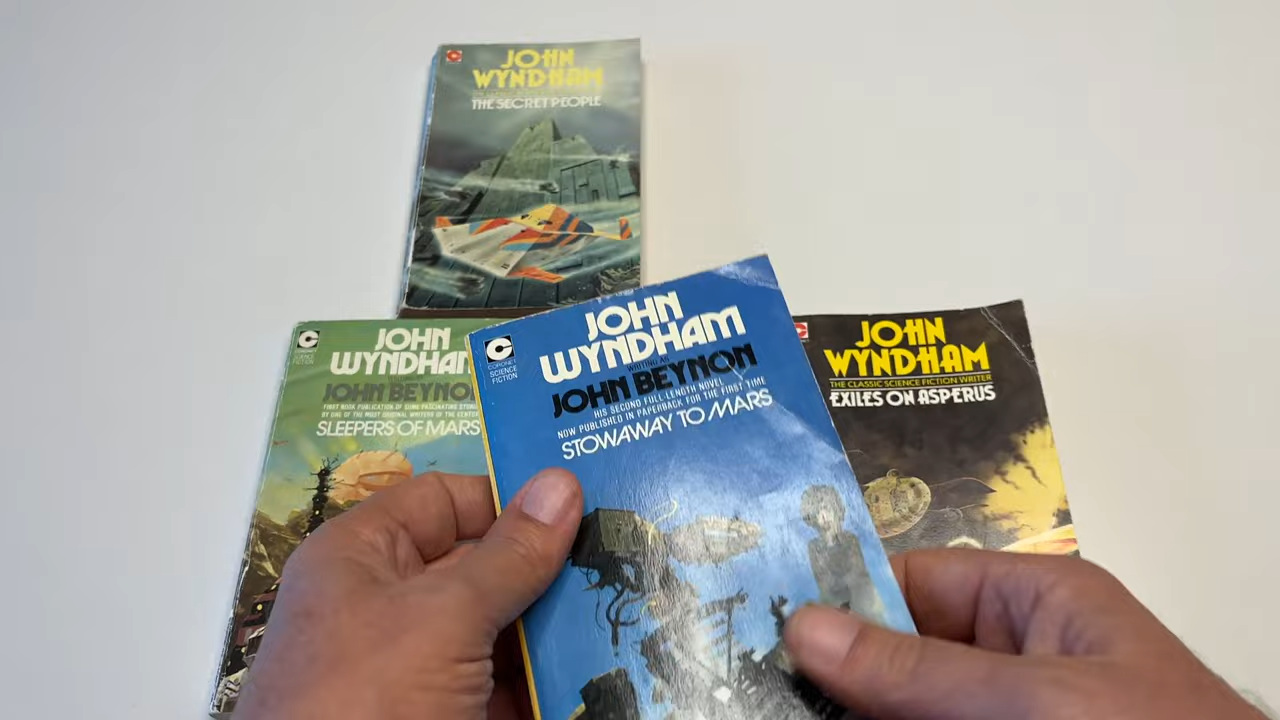 JOHN
WYNDHAM
THE SECRET PEOPLE
CORONET
SCIENCE
FICTION
JOHN
WYNDHAM
JOHN BEYNON
FIRST BOOK PUBLICATION OF SOME FASCINATING STORIES
BY ONE OF THE MOST ORIGINAL WRITERS OF THE CENTURY
SLEEPERS OF MARS
CORONET
SCIENCE
FICTION
JOHN
WYNDHAM
WRITING AS
JOHN BEYNON
HIS SECOND FULL-LENGTH NOVEL
NOW PUBLISHED IN PAPERBACK FOR THE FIRST TIME
STOWAWAY TO MARS
JOHN
WYNDHAM
THE CLASSIC SCIENCE FICTION WRITER
EXILES ON ASPERUS